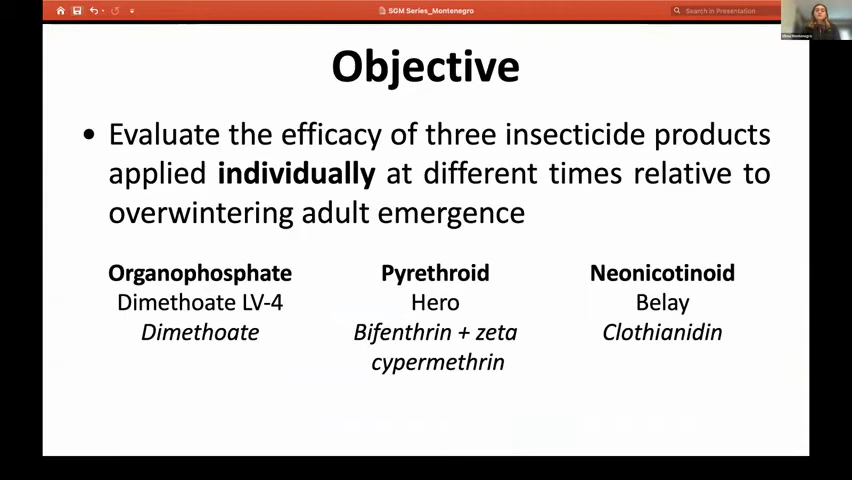 SGM Series_Montenegro
Search in Presentation
Objective
• Evaluate the efficacy of three insecticide products
applied individually at different times relative to
overwintering adult emergence
Organophosphate
Dimethoate LV-4
Dimethoate
Pyrethroid
Hero
Bifenthrin + zeta
cypermethrin
Neonicotinoid
Belay
Clothianidin